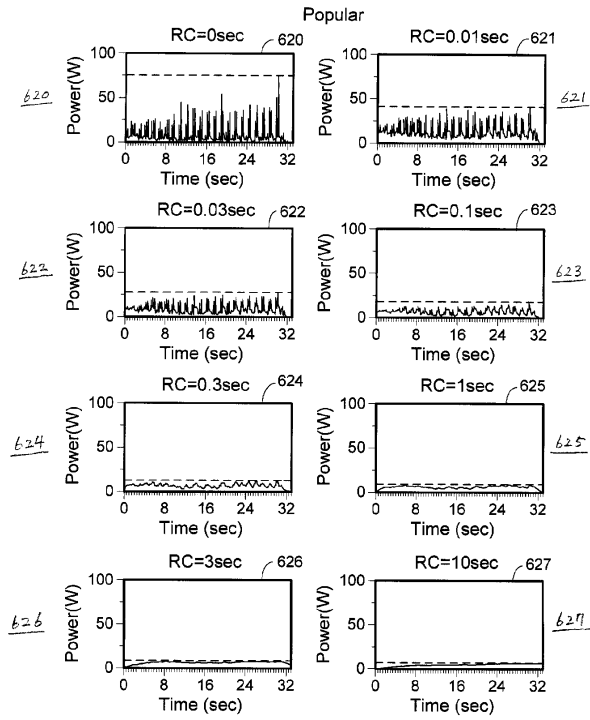 Popular
RC=0sec 620
620
Power(W)
100
50
0
0 8 16 24 32
Time (sec)
RC=0.01sec 621
621
Power(W)
100
50
0
0 8 16 24 32
Time (sec)
RC=0.03sec 622
622
Power(W)
100
50
0
0 8 16 24 32
Time (sec)
RC=0.1sec 623
623
Power(W)
100
50
0
0 8 16 24 32
Time (sec)
RC=0.3sec 624
624
Power(W)
100
50
0
0 8 16 24 32
Time (sec)
RC=1sec 625
625
Power(W)
100
50
0
0 8 16 24 32
Time (sec)
RC=3sec 626
626
Power(W)
100
50
0
0 8 16 24 32
Time (sec)
RC=10sec 627
627
Power(W)
100
50
0
0 8 16 24 32
Time (sec)